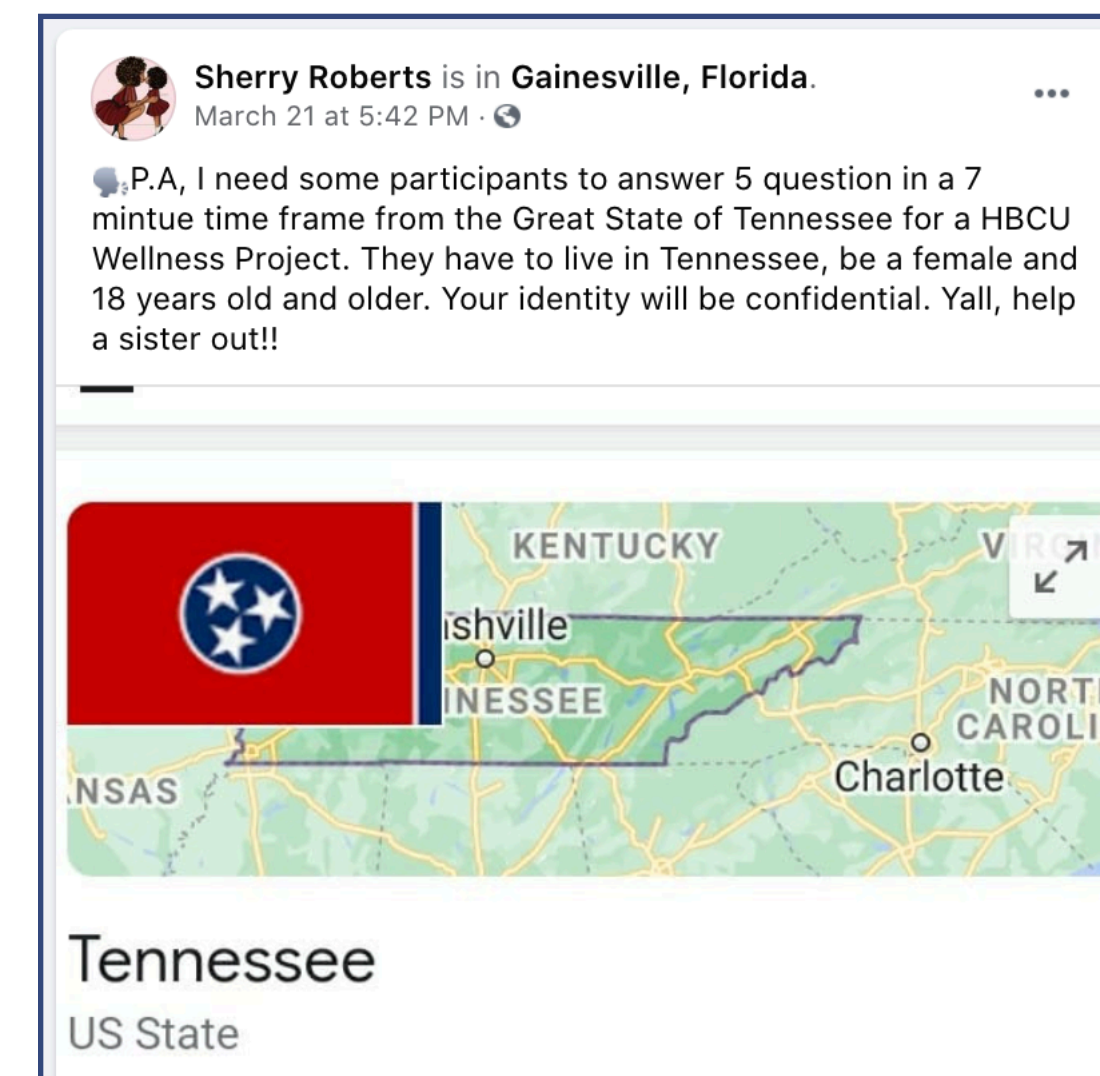 Sherry Roberts is in Gainesville, Florida.
March 21 at 5:42 PM ·
P.A, I need some participants to answer 5 question in a 7
mintue time frame from the Great State of Tennessee for a HBCU
Wellness Project. They have to live in Tennessee, be a female and
18 years old and older. Your identity will be confidential. Yall, help
a sister out!!
KENTUCKY
VIRGIN
ishville
NNESSEE
NORT
CAROLI
Charlotte
NSAS
Tennessee
US State